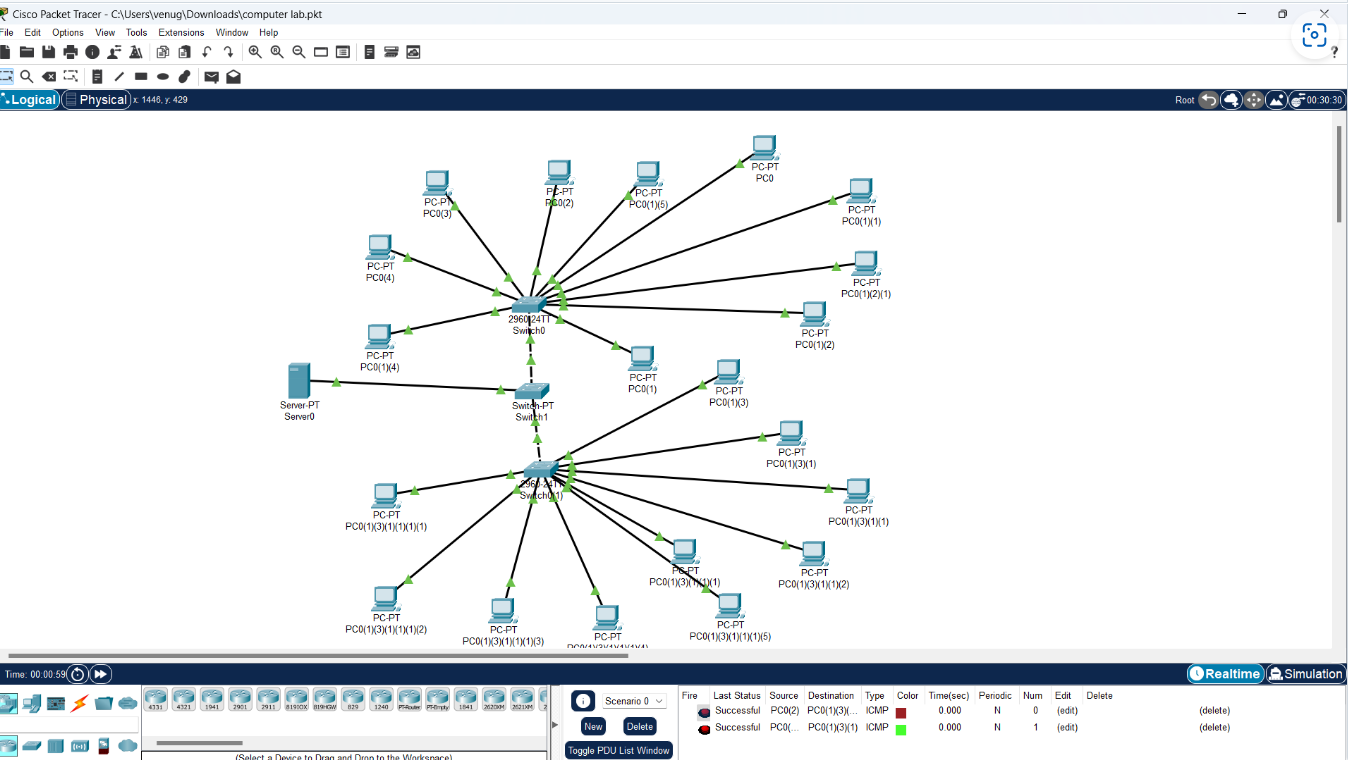 Cisco Packet Tracer - C:\Users\venug\Downloads\computer lab.pkt
File Edit Options View Tools Extensions Window Help
?
Logical Physical x: 1446, y: 429 Root 00:30:30
PC-PT
PC0
PC-PT
PC0(3)
PC-PT
PC0(2)
PC-PT
PC0(1)(5)
PC-PT
PC0(1)(1)
PC-PT
PC0(4)
PC-PT
PC0(1)(2)(1)
2960-24TT
Switch0
PC-PT
PC0(1)(2)
PC-PT
PC0(1)(4)
PC-PT
PC0(1)
PC-PT
PC0(1)(3)
Server-PT
Server0
Switch-PT
Switch1
PC-PT
PC0(1)(3)(1)
2960-24TT
Switch0(1)
PC-PT
PC0(1)(3)(1)(1)(1)(1)
PC-PT
PC0(1)(3)(1)(1)
PC-PT
PC0(1)(3)(1)(1)(1)
PC-PT
PC0(1)(3)(1)(1)(2)
PC-PT
PC0(1)(3)(1)(1)(1)(2)
PC-PT
PC0(1)(3)(1)(1)(1)(3)
PC-PT
PC0(1)(3)(1)(1)(1)(4)
PC-PT
PC0(1)(3)(1)(1)(1)(5)
Time: 00:00:59 Realtime Simulation
4331 4321 1941 2901 2911 819IOX 819HGW 829 1240 PT-Router PT-Empty 1841 2620XM 2621XM 2
(Select a Device to Drag and Drop to the Workspace)
Scenario 0
New Delete
Toggle PDU List Window
Fire Last Status Source Destination Type Color Time(sec) Periodic Num Edit Delete
Successful PC0(2) PC0(1)(3)(... ICMP 0.000 N 0 (edit) (delete)
Successful PC0(... PC0(1)(3)(1) ICMP 0.000 N 1 (edit) (delete)